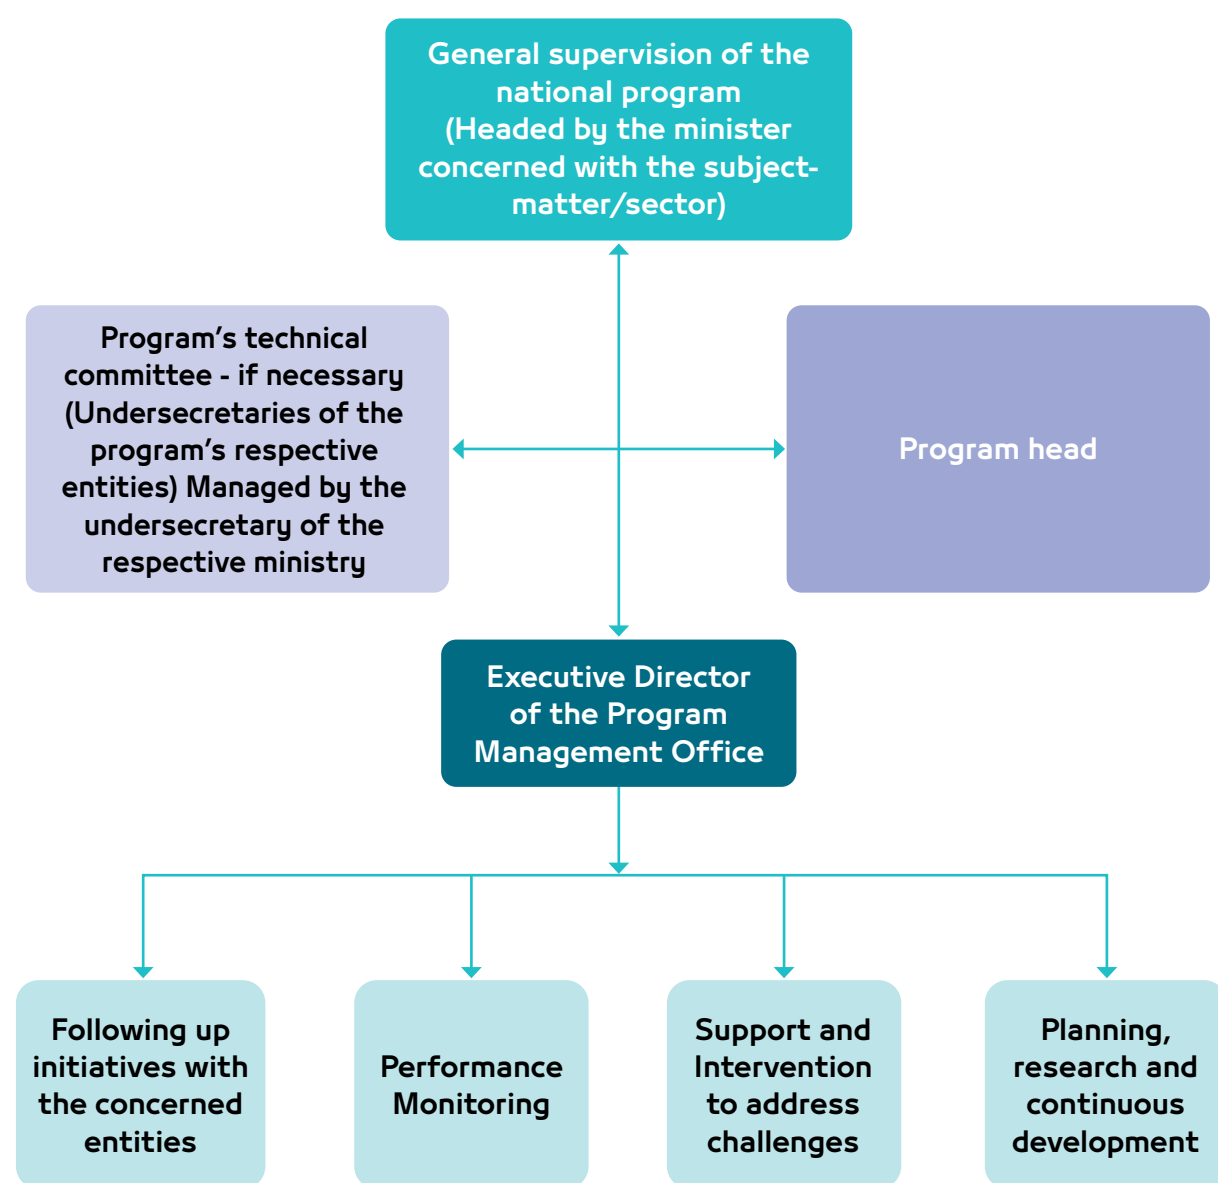 General supervision of the
national program
(Headed by the minister
concerned with the subject-
matter/sector)
Program's technical
committee - if necessary
(Undersecretaries of the
program's respective
entities) Managed by the
undersecretary of the
respective ministry
Program head
Executive Director
of the Program
Management Office
Following up
initiatives with
the concerned
entities
Performance
Monitoring
Support and
Intervention
to address
challenges
Planning,
research and
continuous
development